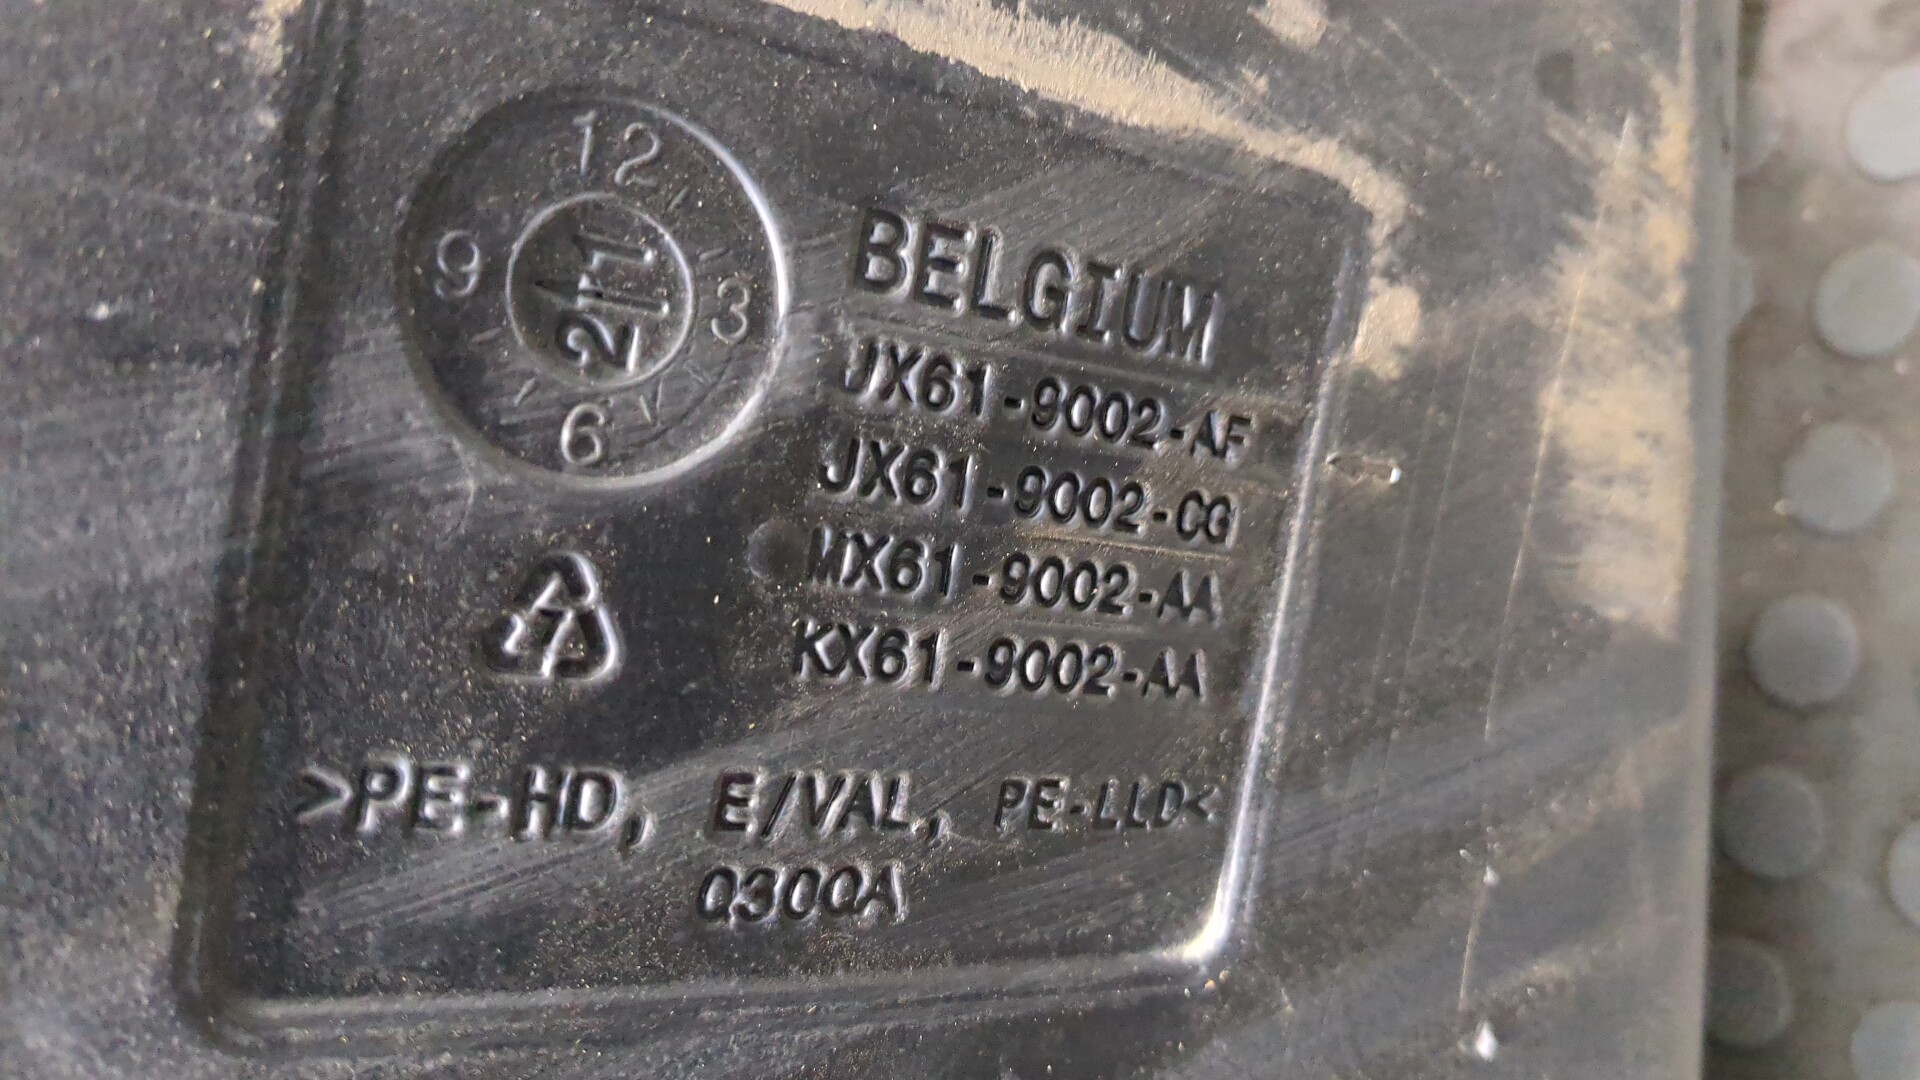 12
9
3
21
6
BELGIUM
JX61-9002-AF
JX61-9002-CG
MX61-9002-AA
KX61-9002-AA
7
>PE-HD, E/VAL, PE-LLD<
0300A